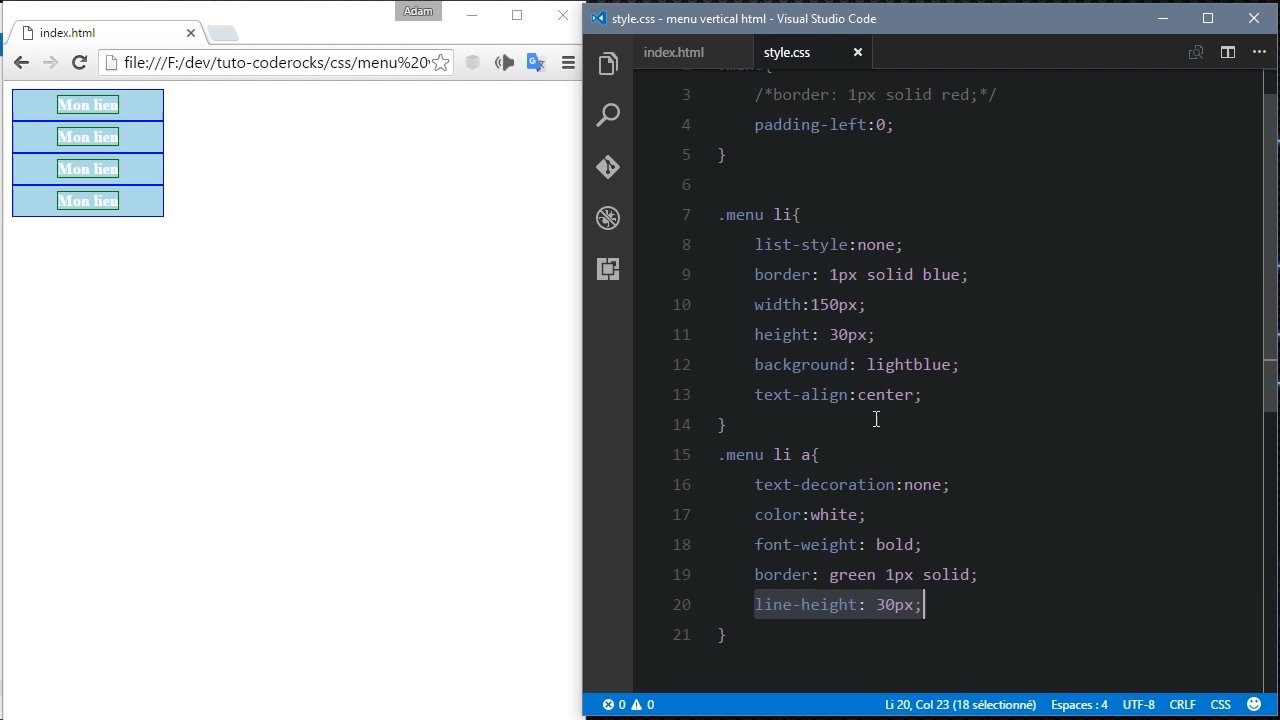 Adam
index.html
file:///F:/dev/tuto-coderocks/css/menu%20
Mon lien
Mon lien
Mon lien
Mon lien
style.css - menu vertical html - Visual Studio Code
index.html
style.css
3 /*border: 1px solid red;*/
4 padding-left:0;
5 }
6
7 .menu li{
8 list-style:none;
9 border: 1px solid blue;
10 width:150px;
11 height: 30px;
12 background: lightblue;
13 text-align:center;
14 }
15 .menu li a{
16 text-decoration:none;
17 color:white;
18 font-weight: bold;
19 border: green 1px solid;
20 line-height: 30px;
21 }
0 0
Li 20, Col 23 (18 sélectionné)
Espaces : 4
UTF-8
CRLF
CSS